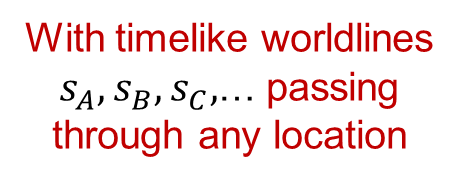 With timelike worldlines
s_A, s_B, s_C,… passing
through any location